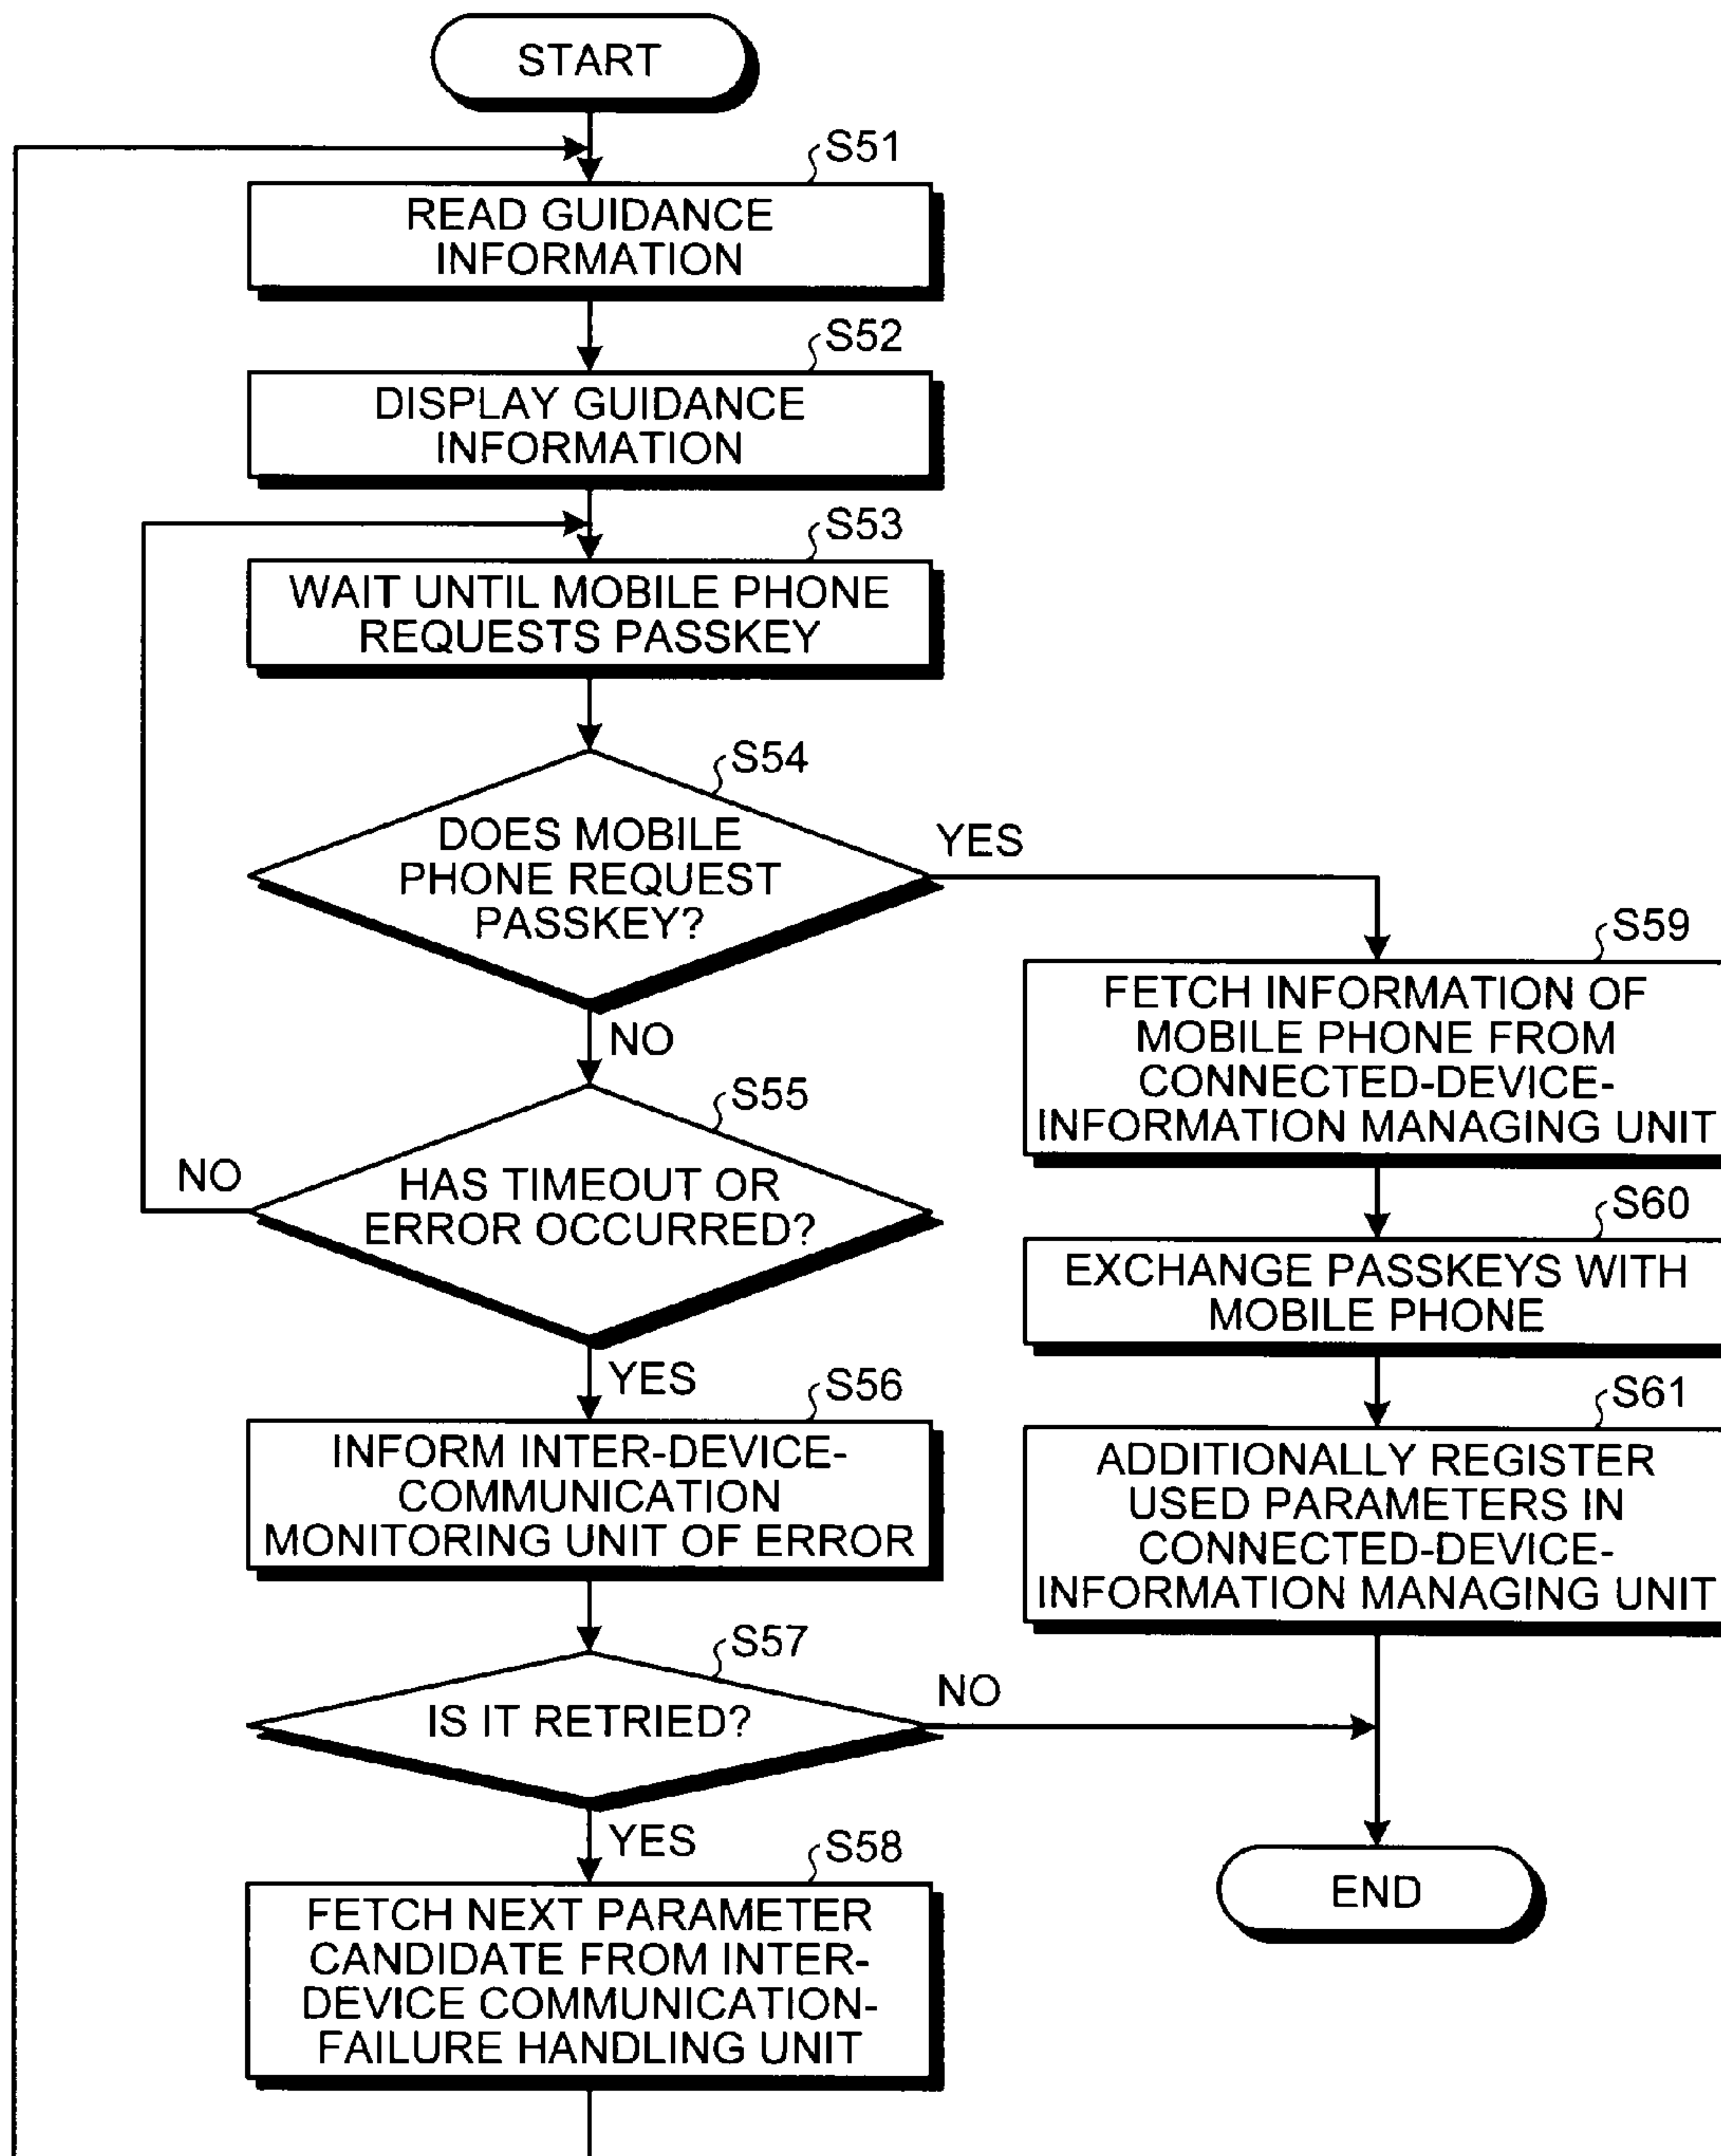 START
S51
READ GUIDANCE
INFORMATION
S52
DISPLAY GUIDANCE
INFORMATION
S53
WAIT UNTIL MOBILE PHONE
REQUESTS PASSKEY
S54
DOES MOBILE
PHONE REQUEST
PASSKEY?
YES
NO
S55
HAS TIMEOUT OR
ERROR OCCURRED?
NO
YES
S56
INFORM INTER-DEVICE-
COMMUNICATION
MONITORING UNIT OF ERROR
S57
IS IT RETRIED?
NO
YES
S58
FETCH NEXT PARAMETER
CANDIDATE FROM INTER-
DEVICE COMMUNICATION-
FAILURE HANDLING UNIT
S59
FETCH INFORMATION OF
MOBILE PHONE FROM
CONNECTED-DEVICE-
INFORMATION MANAGING UNIT
S60
EXCHANGE PASSKEYS WITH
MOBILE PHONE
S61
ADDITIONALLY REGISTER
USED PARAMETERS IN
CONNECTED-DEVICE-
INFORMATION MANAGING UNIT
END